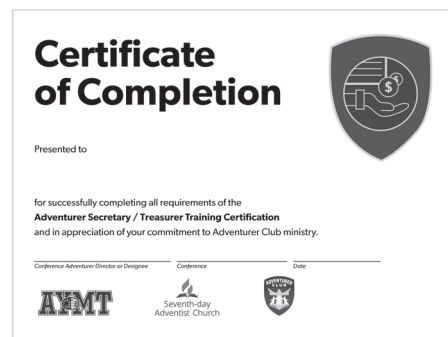 Certificate
of Completion
$
Presented to
for successfully completing all requirements of the
Adventurer Secretary / Treasurer Training Certification
and in appreciation of your commitment to Adventurer Club ministry.
Conference Adventurer Director or Designee Conference Date
AYMT
Seventh-day
Adventist Church
ADVENTURER
CLUB